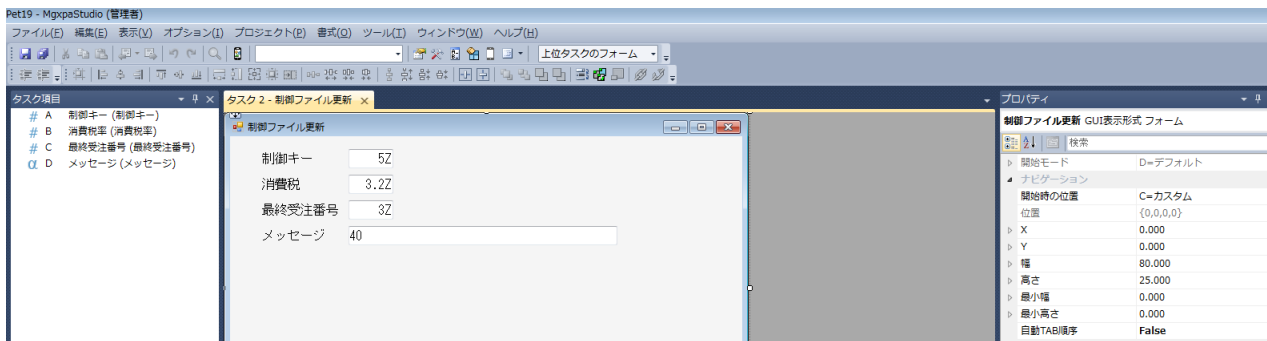 Pet19 - MgxpaStudio (管理者)
ファイル(F) 編集(E) 表示(V) オプション(I) プロジェクト(P) 書式(O) ツール(T) ウィンドウ(W) ヘルプ(H)
上位タスクのフォーム
タスク項目
# A 制御キー (制御キー)
# B 消費税率 (消費税率)
# C 最終受注番号 (最終受注番号)
α D メッセージ (メッセージ)
タスク 2 - 制御ファイル更新
制御ファイル更新
制御キー 5Z
消費税 3.2Z
最終受注番号 3Z
メッセージ 40
プロパティ
制御ファイル更新 GUI表示形式 フォーム
検索
開始モード D=デフォルト
ナビゲーション
開始時の位置 C=カスタム
位置 {0,0,0,0}
X 0.000
Y 0.000
幅 80.000
高さ 25.000
最小幅 0.000
最小高さ 0.000
自動TAB順序 False